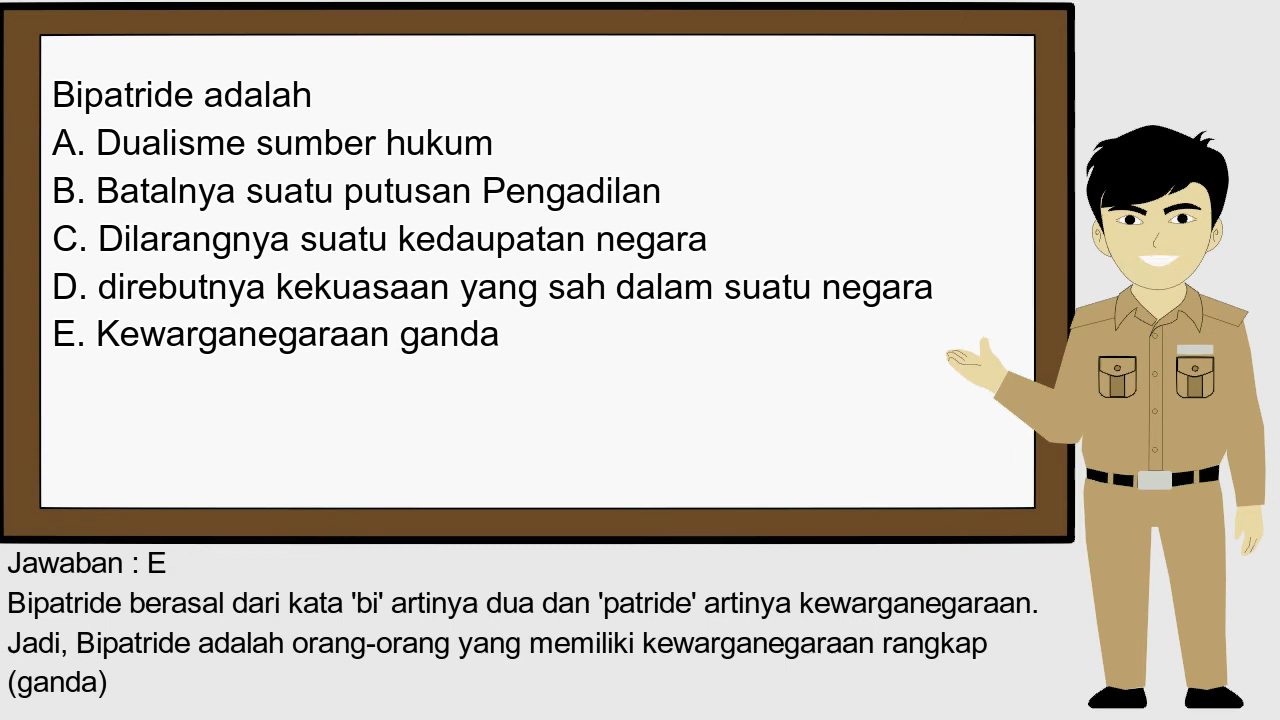 Bipatride adalah
A. Dualisme sumber hukum
B. Batalnya suatu putusan Pengadilan
C. Dilarangnya suatu kedaupatan negara
D. direbutnya kekuasaan yang sah dalam suatu negara
E. Kewarganegaraan ganda
Jawaban : E
Bipatride berasal dari kata 'bi' artinya dua dan 'patride' artinya kewarganegaraan.
Jadi, Bipatride adalah orang-orang yang memiliki kewarganegaraan rangkap
(ganda)